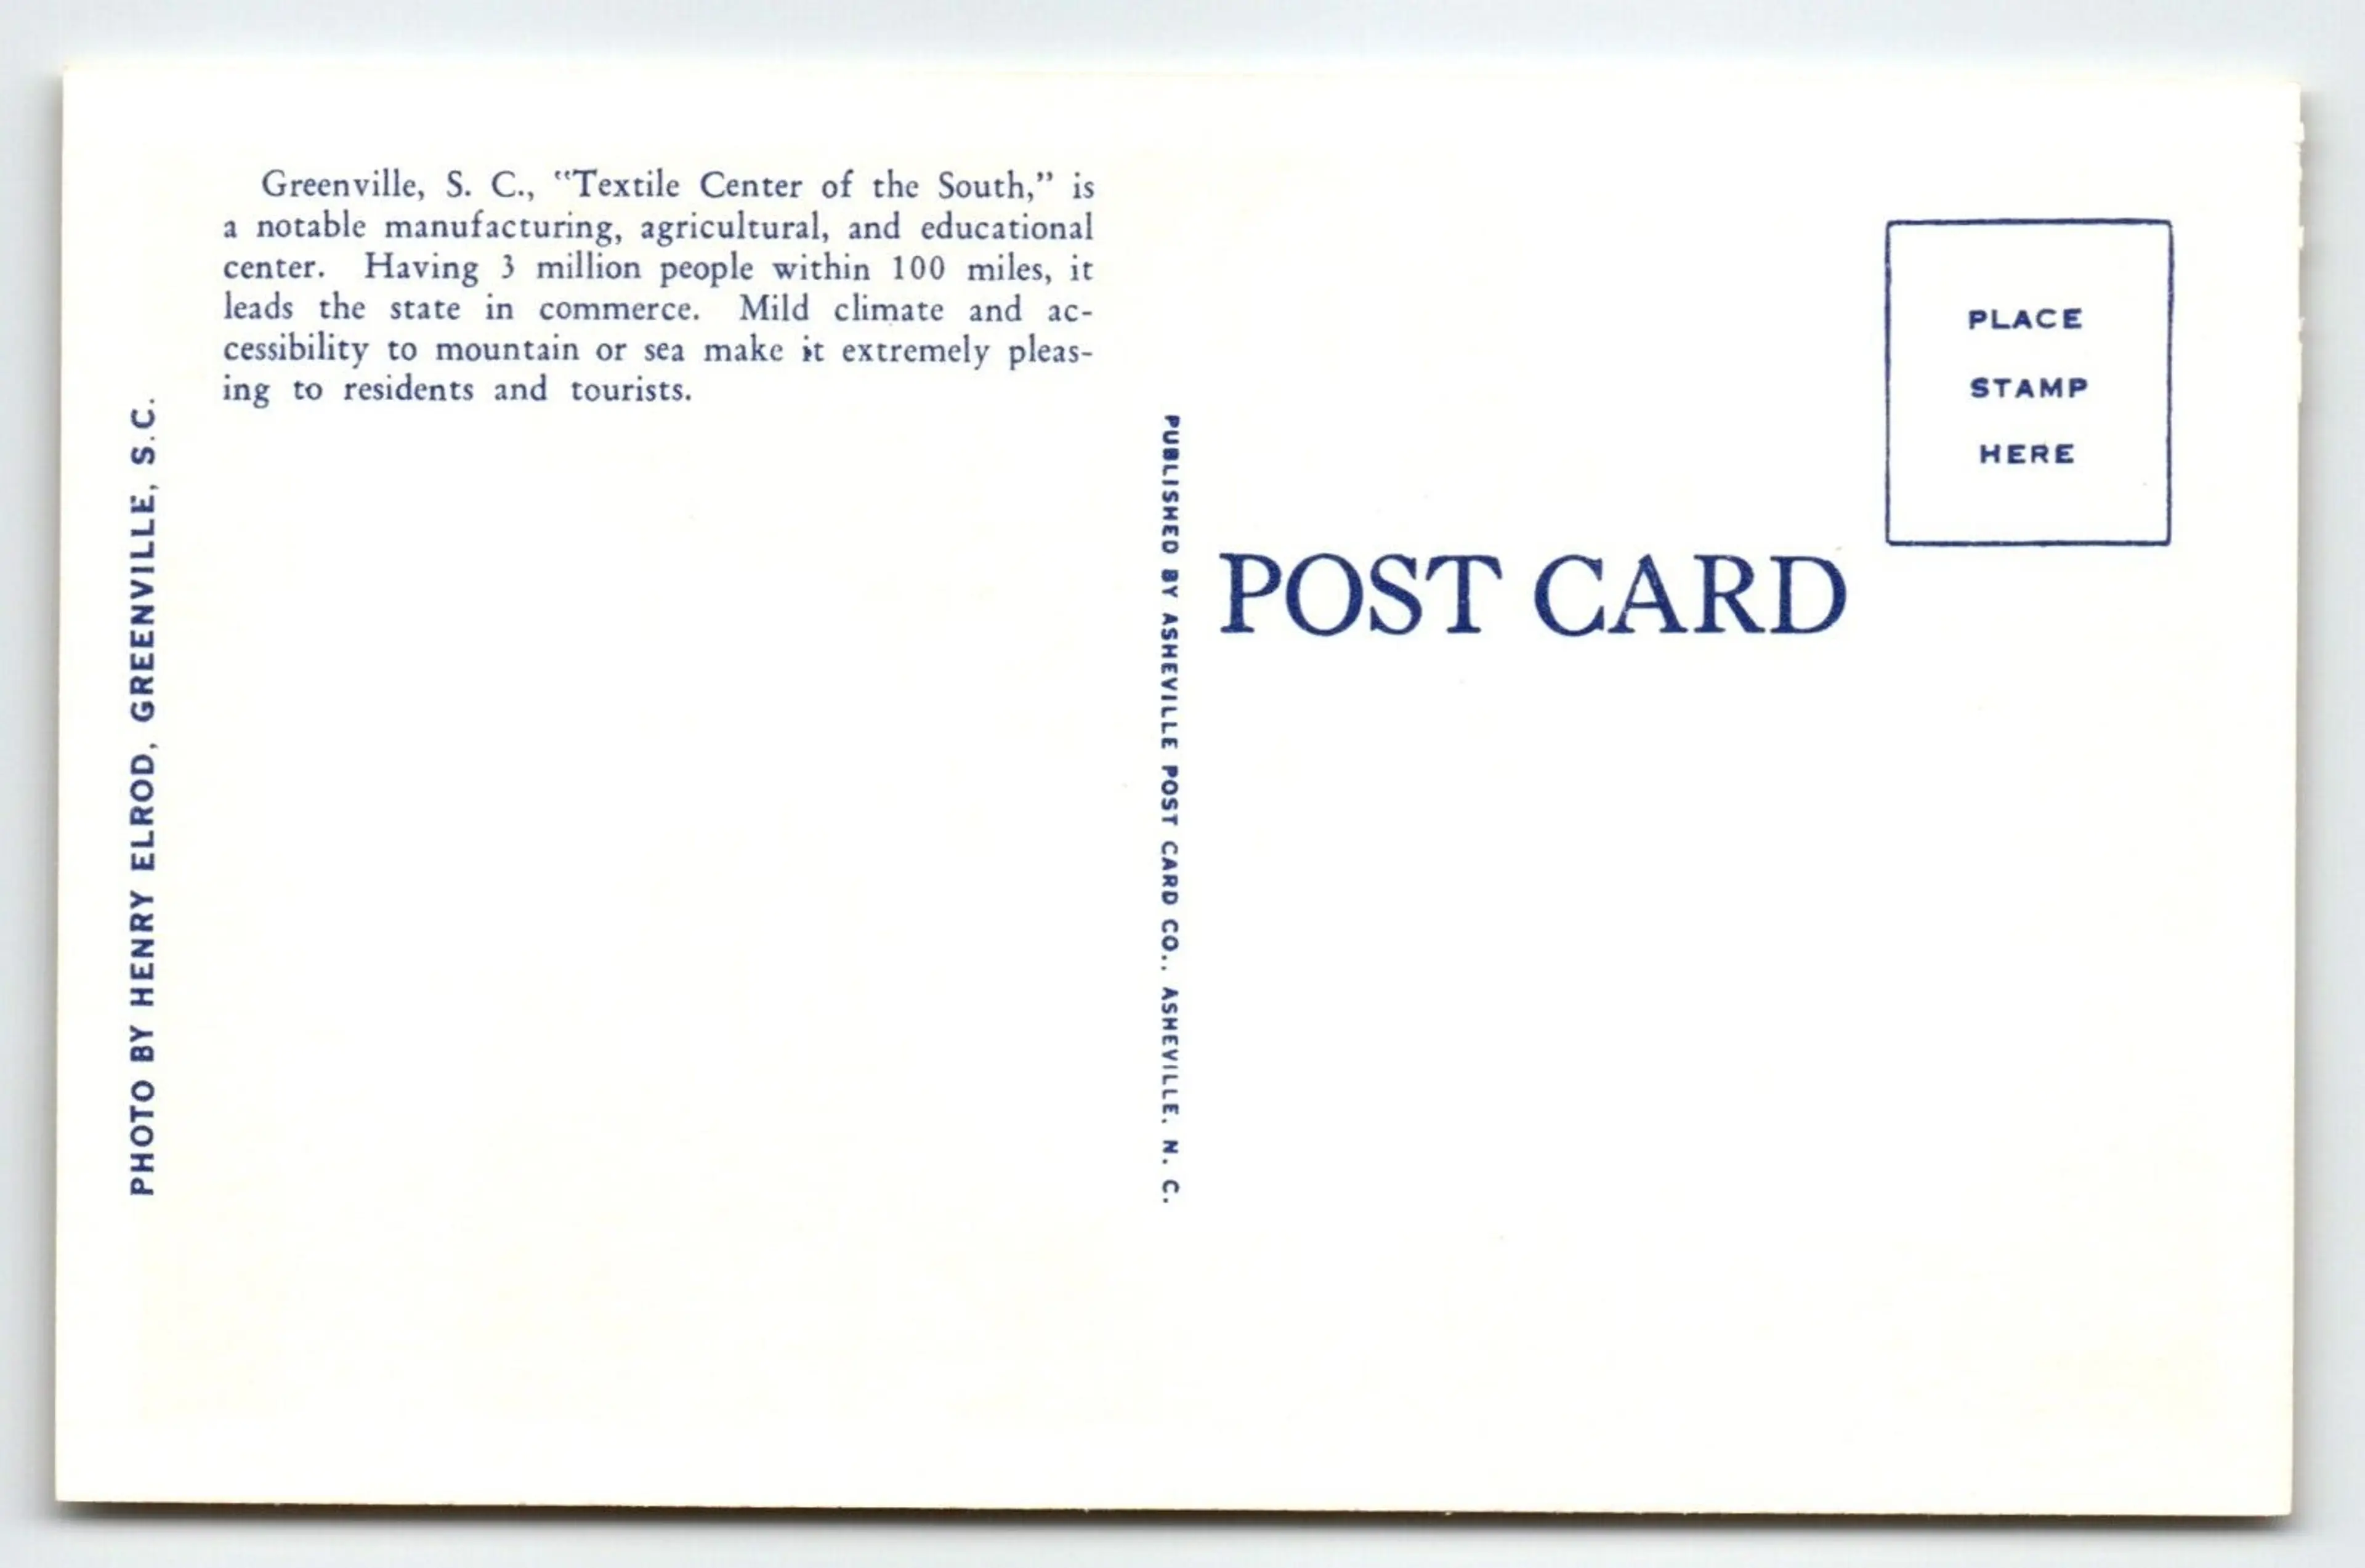 Greenville, S. C., "Textile Center of the South," is
a notable manufacturing, agricultural, and educational
center. Having 3 million people within 100 miles, it
leads the state in commerce. Mild climate and ac-
cessibility to mountain or sea make it extremely pleas-
ing to residents and tourists.
PHOTO BY HENRY ELROD, GREENVILLE, S.C.
PUBLISHED BY ASHEVILLE POST CARD CO., ASHEVILLE, N. C.
POST CARD
PLACE
STAMP
HERE